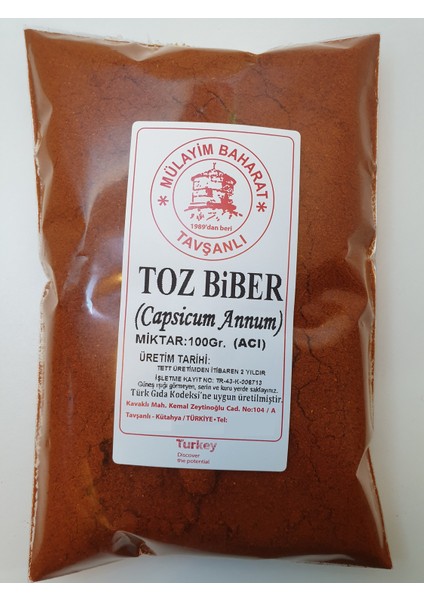 MÜLAYİM BAHARAT
1989'dan beri
TAVŞANLI
TOZ BiBER
(Capsicum Annum)
MİKTAR:100Gr. (ACI)
ÜRETİM TARİHİ:
TETT ÜRETİMDEN İTİBAREN 2 YILDIR
İŞLETME KAYIT NO: TR-43-K-006713
Güneş ışığı görmeyen, serin ve kuru yerde saklayınız.
Türk Gıda Kodeksi'ne uygun üretilmiştir.
Kavaklı Mah. Kemal Zeytinoğlu Cad. No:104 / A
Tavşanlı - Kütahya / TÜRKİYE • Tel:
Turkey
Discover
the potential